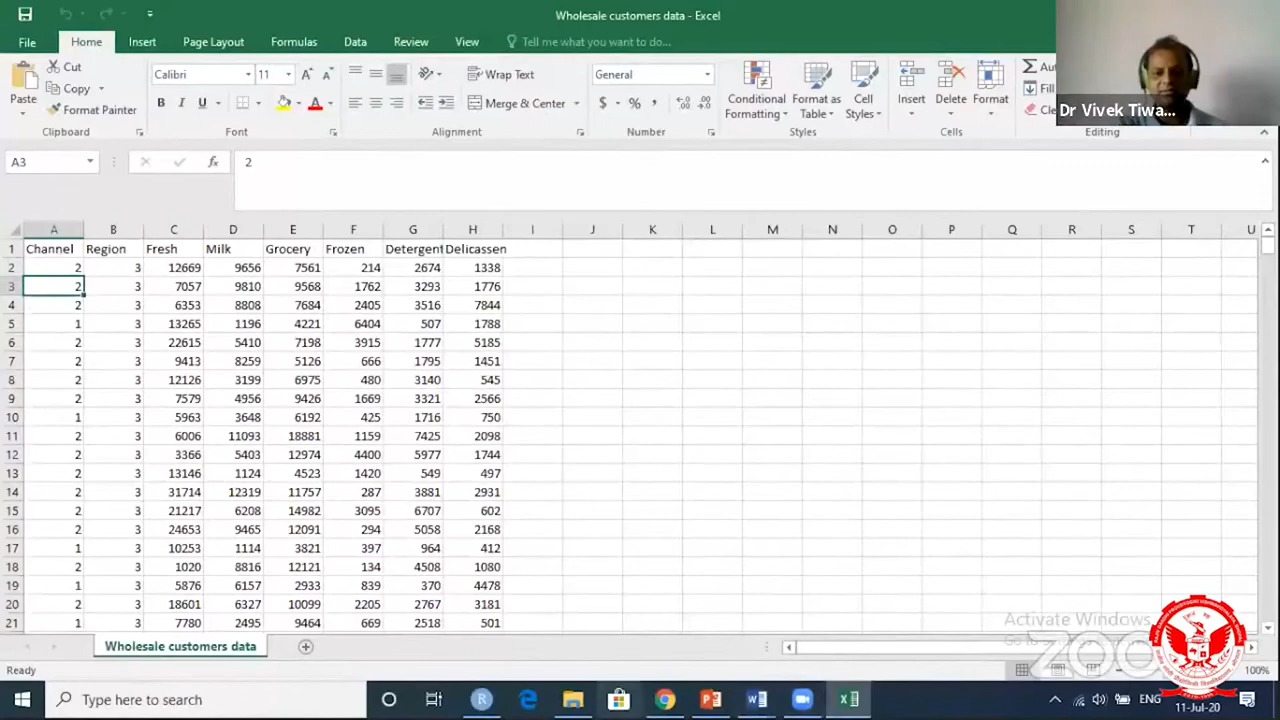 Wholesale customers data - Excel
File Home Insert Page Layout Formulas Data Review View Tell me what you want to do...
Paste
Cut
Copy
Format Painter
Clipboard
Calibri 11
B I U
Font
Wrap Text
Merge & Center
Alignment
General
$ % ,
Number
Conditional Formatting
Format as Table
Cell Styles
Styles
Insert Delete Format
Cells
Σ Au
Fill
Cle
Editing
Dr Vivek Tiwa...
A3 fx 2
A B C D E F G H I J K L M N O P Q R S T U
1 Channel Region Fresh Milk Grocery Frozen Detergent Delicassen
2 2 3 12669 9656 7561 214 2674 1338
3 2 3 7057 9810 9568 1762 3293 1776
4 2 3 6353 8808 7684 2405 3516 7844
5 1 3 13265 1196 4221 6404 507 1788
6 2 3 22615 5410 7198 3915 1777 5185
7 2 3 9413 8259 5126 666 1795 1451
8 2 3 12126 3199 6975 480 3140 545
9 2 3 7579 4956 9426 1669 3321 2566
10 1 3 5963 3648 6192 425 1716 750
11 2 3 6006 11093 18881 1159 7425 2098
12 2 3 3366 5403 12974 4400 5977 1744
13 2 3 13146 1124 4523 1420 549 497
14 2 3 31714 12319 11757 287 3881 2931
15 2 3 21217 6208 14982 3095 6707 602
16 2 3 24653 9465 12091 294 5058 2168
17 1 3 10253 1114 3821 397 964 412
18 2 3 1020 8816 12121 134 4508 1080
19 1 3 5876 6157 2933 839 370 4478
20 2 3 18601 6327 10099 2205 2767 3181
21 1 3 7780 2495 9464 669 2518 501
Activate Windows
Go to
zoo
Wholesale customers data
Ready
100%
Type here to search
ENG
11-Jul-20